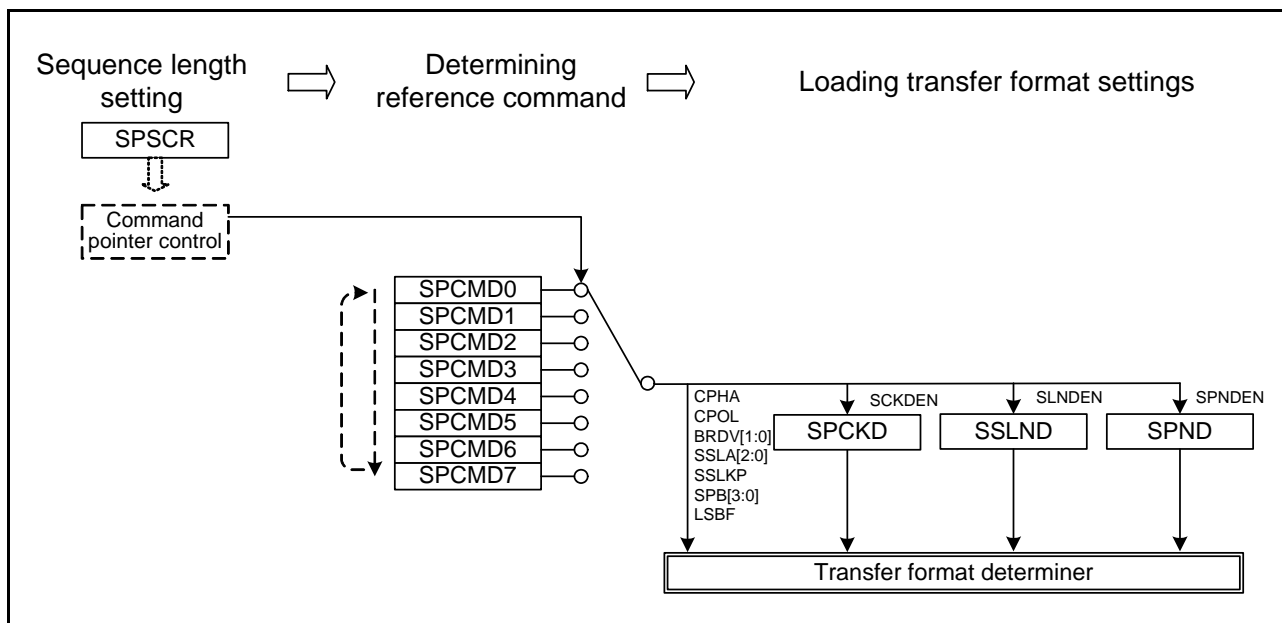 Sequence length
setting
Determining
reference command
Loading transfer format settings
SPSCR
Command
pointer control
SPCMD0
SPCMD1
SPCMD2
SPCMD3
SPCMD4
SPCMD5
SPCMD6
SPCMD7
CPHA
CPOL
BRDV[1:0]
SSLA[2:0]
SSLKP
SPB[3:0]
LSBF
SCKDEN
SPCKD
SLNDEN
SSLND
SPNDEN
SPND
Transfer format determiner